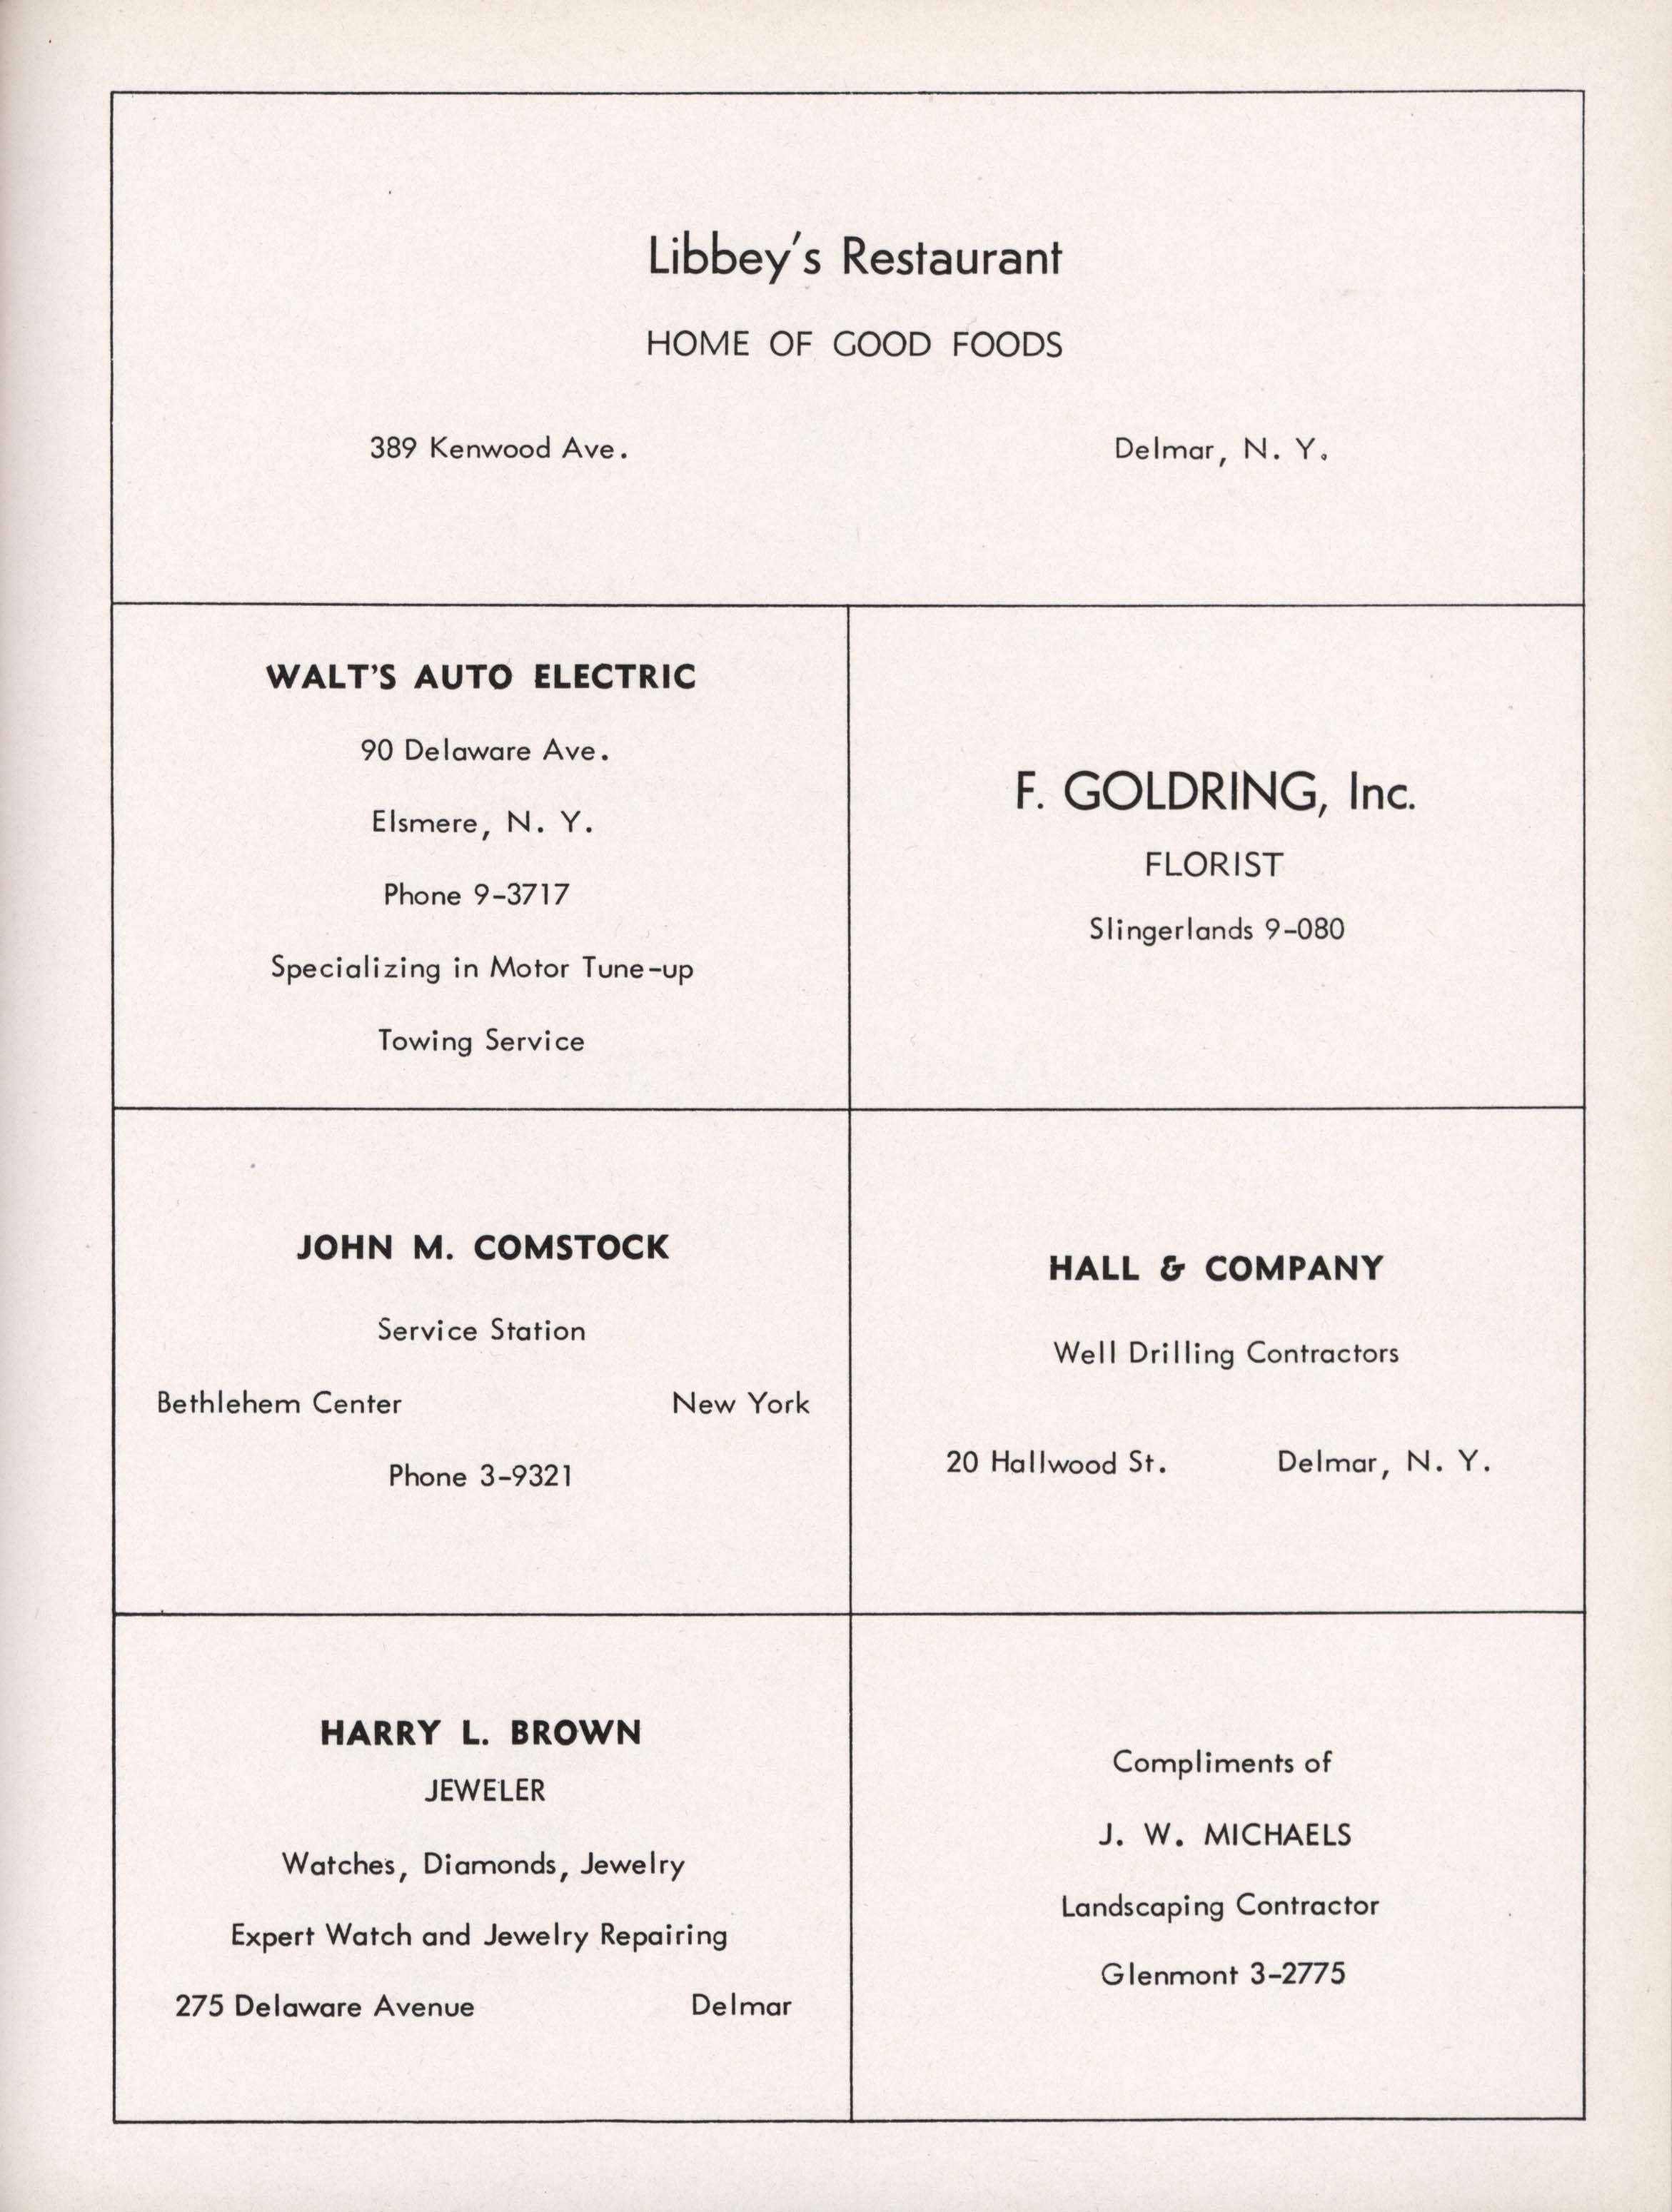 Libbey's Restaurant
HOME OF GOOD FOODS
389 Kenwood Ave. Delmar, N. Y.
WALT'S AUTO ELECTRIC
90 Delaware Ave.
Elsmere, N. Y.
Phone 9-3717
Specializing in Motor Tune-up
Towing Service
F. GOLDRING, Inc.
FLORIST
Slingerlands 9-080
JOHN M. COMSTOCK
Service Station
Bethlehem Center New York
Phone 3-9321
HALL & COMPANY
Well Drilling Contractors
20 Hallwood St. Delmar, N. Y.
HARRY L. BROWN
JEWELER
Watches, Diamonds, Jewelry
Expert Watch and Jewelry Repairing
275 Delaware Avenue Delmar
Compliments of
J. W. MICHAELS
Landscaping Contractor
Glenmont 3-2775